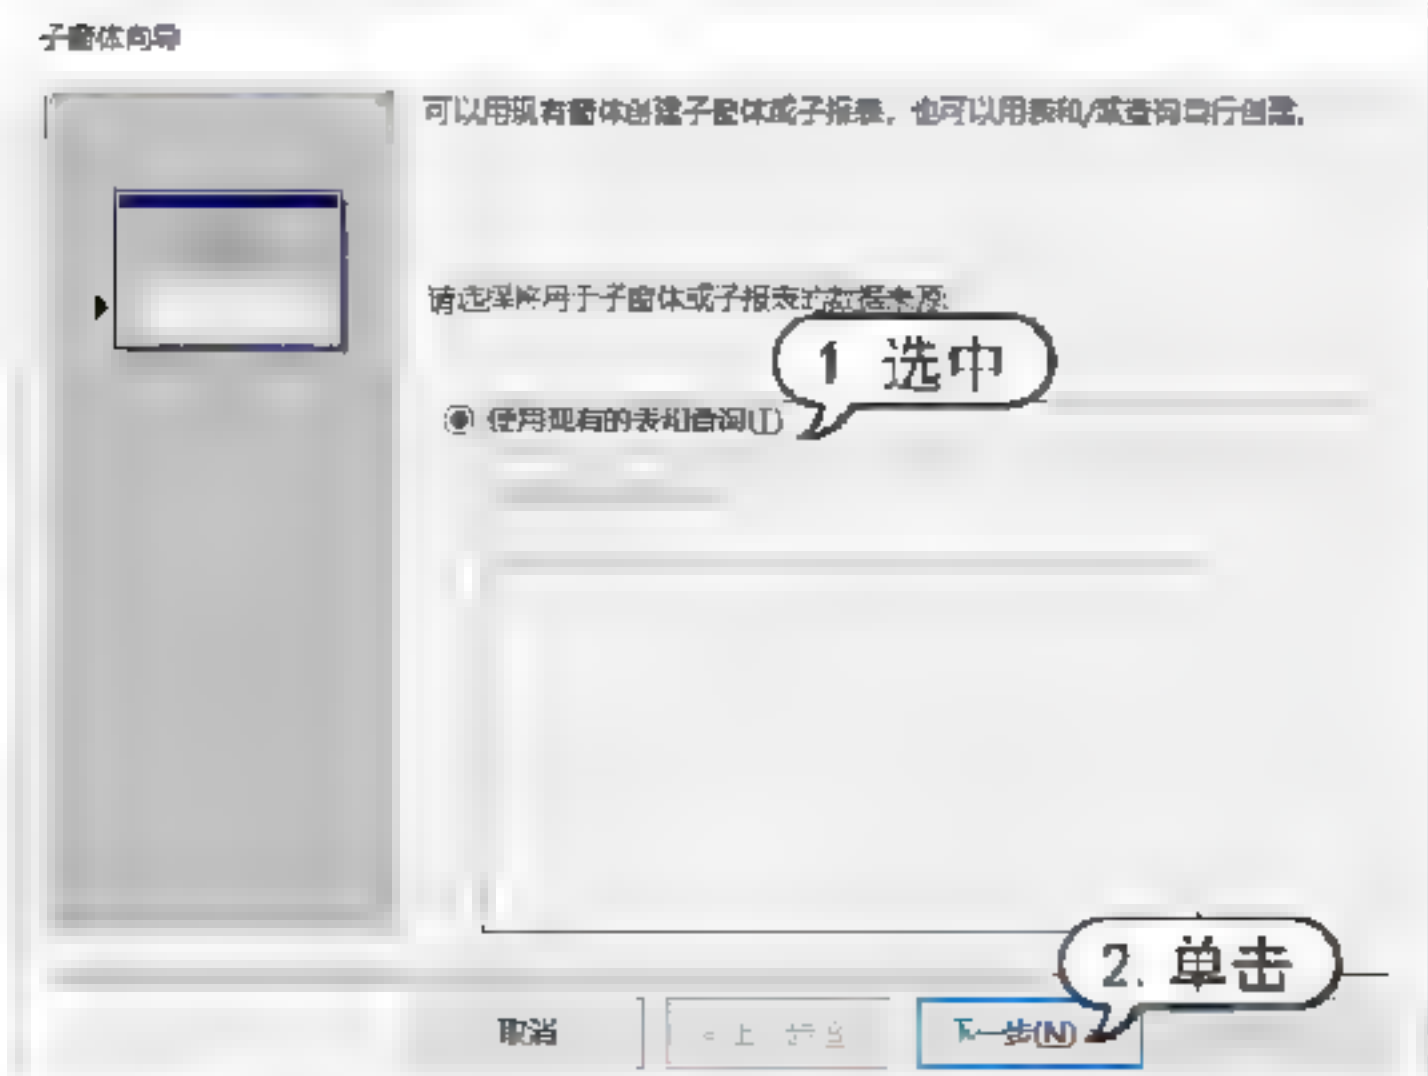 子窗体向导
可以用现有窗体创建子窗体或子报表，也可以用表和/或查询自行创建。
请选择将用于子窗体或子报表的数据来源:
1 选中
使用现有的表和查询(T)
2. 单击
取消
< 上一步(B)
下一步(N)